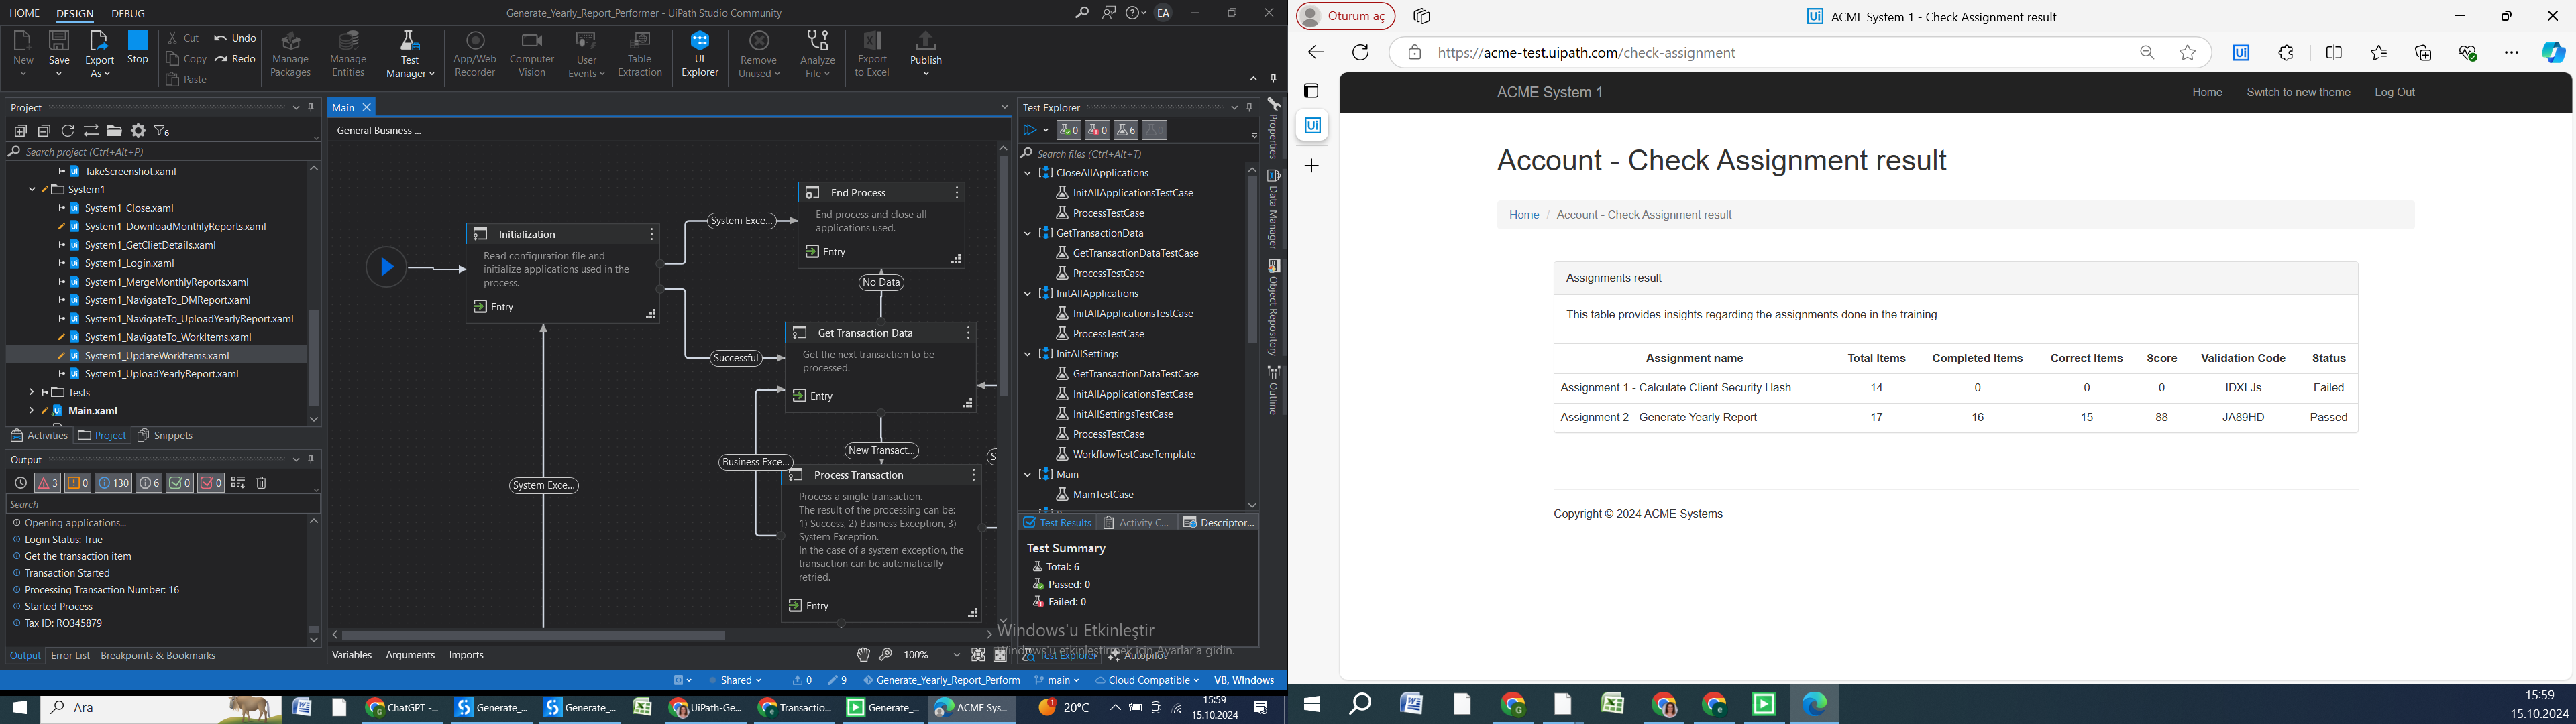 HOME DESIGN DEBUG
Generate_Yearly_Report_Performer - UiPath Studio Community
EA
New
Save
Export As
Stop
Cut
Copy
Paste
Undo
Redo
Manage Packages
Manage Entities
Test Manager
App/Web Recorder
Computer Vision
User Events
Table Extraction
UI Explorer
Remove Unused
Analyze File
Export to Excel
Publish
Project
6
Search project (Ctrl+Alt+P)
TakeScreenshot.xaml
System1
System1_Close.xaml
System1_DownloadMonthlyReports.xaml
System1_GetClietDetails.xaml
System1_Login.xaml
System1_MergeMonthlyReports.xaml
System1_NavigateTo_DMReport.xaml
System1_NavigateTo_UploadYearlyReport.xaml
System1_NavigateTo_WorkItems.xaml
System1_UpdateWorkItems.xaml
System1_UploadYearlyReport.xaml
Tests
Main.xaml
Activities Project Snippets
Output
3 0 130 6 0 0
Search
Opening applications...
Login Status: True
Get the transaction item
Transaction Started
Processing Transaction Number: 16
Started Process
Tax ID: RO345879
Output Error List Breakpoints & Bookmarks
Main
General Business ...
Initialization
Read configuration file and
initialize applications used in the
process.
Entry
System Exce...
Successful
End Process
End process and close all
applications used.
Entry
No Data
Get Transaction Data
Get the next transaction to be
processed.
Entry
New Transact...
Business Exce...
System Exce...
Process Transaction
Process a single transaction.
The result of the processing can be:
1) Success, 2) Business Exception, 3)
System Exception.
In the case of a system exception, the
transaction can be automatically
retried.
Entry
S
Variables Arguments Imports
100%
Test Explorer
0 0 6
Search files (Ctrl+Alt+T)
CloseAllApplications
InitAllApplicationsTestCase
ProcessTestCase
GetTransactionData
GetTransactionDataTestCase
ProcessTestCase
InitAllApplications
InitAllApplicationsTestCase
ProcessTestCase
InitAllSettings
GetTransactionDataTestCase
InitAllApplicationsTestCase
InitAllSettingsTestCase
ProcessTestCase
WorkflowTestCaseTemplate
Main
MainTestCase
Test Results Activity C... Descriptor...
Test Summary
Total: 6
Passed: 0
Failed: 0
Test Explorer Autopilot
Windows'u Etkinleştir
Windows'u etkinleştirmek için Ayarlar'a gidin.
Properties
Data Manager
Object Repository
Outline
Shared 0 9 Generate_Yearly_Report_Perform main Cloud Compatible VB, Windows
Ara
ChatGPT -...
Generate_...
Generate_...
UiPath-Ge...
Transactio...
Generate_...
ACME Sys...
1
20°C
15:59
15.10.2024
Oturum aç
Ui ACME System 1 - Check Assignment result
https://acme-test.uipath.com/check-assignment
ACME System 1
Home Switch to new theme Log Out
Account - Check Assignment result
Home / Account - Check Assignment result
Assignments result
This table provides insights regarding the assignments done in the training.
Assignment name Total Items Completed Items Correct Items Score Validation Code Status
Assignment 1 - Calculate Client Security Hash 14 0 0 0 IDXLJs Failed
Assignment 2 - Generate Yearly Report 17 16 15 88 JA89HD Passed
Copyright © 2024 ACME Systems
15:59
15.10.2024